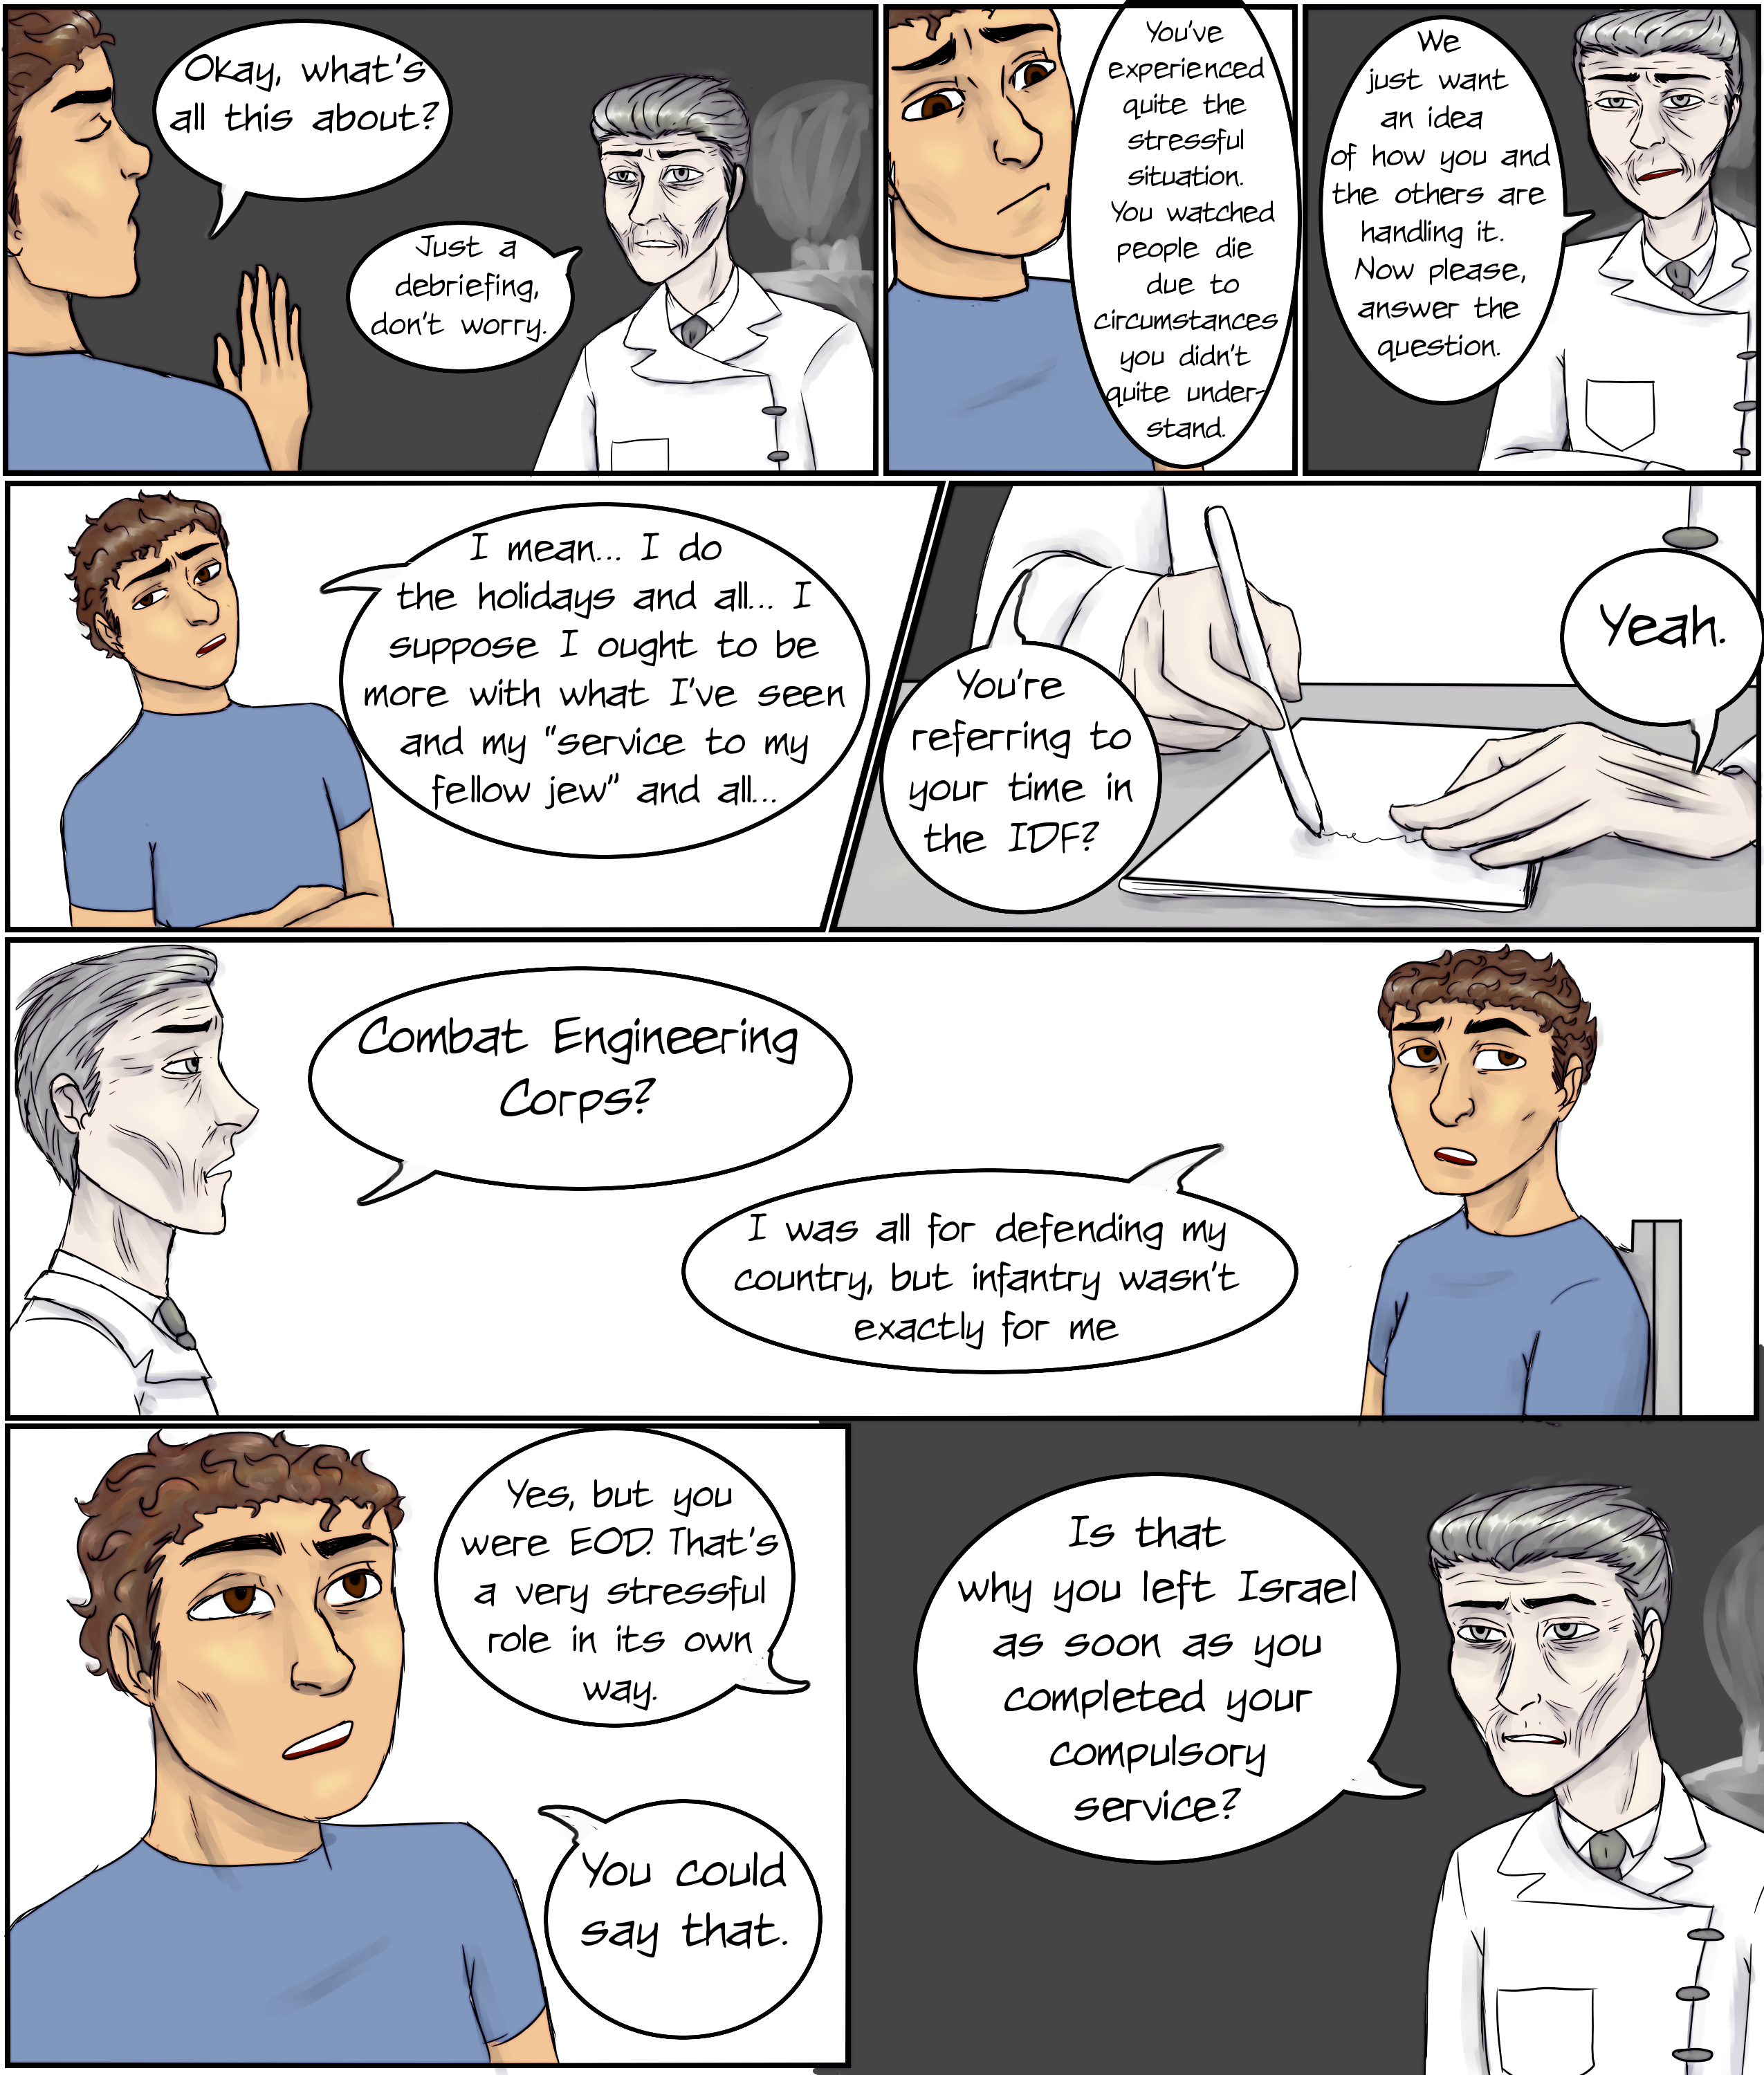 Okay, what's
all this about?
Just a
debriefing,
don't worry.
You've
experienced
quite the
stressful
situation.
You watched
people die
due to
circumstances
you didn't
quite under-
stand.
We
just want
an idea
of how you and
the others are
handling it.
Now please,
answer the
question.
I mean... I do
the holidays and all... I
suppose I ought to be
more with what I've seen
and my "service to my
fellow jew" and all...
You're
referring to
your time in
the IDF?
Yeah.
Combat Engineering
Corps?
I was all for defending my
country, but infantry wasn't
exactly for me
Yes, but you
were EOD. That's
a very stressful
role in its own
way.
You could
say that.
Is that
why you left Israel
as soon as you
completed your
compulsory
service?